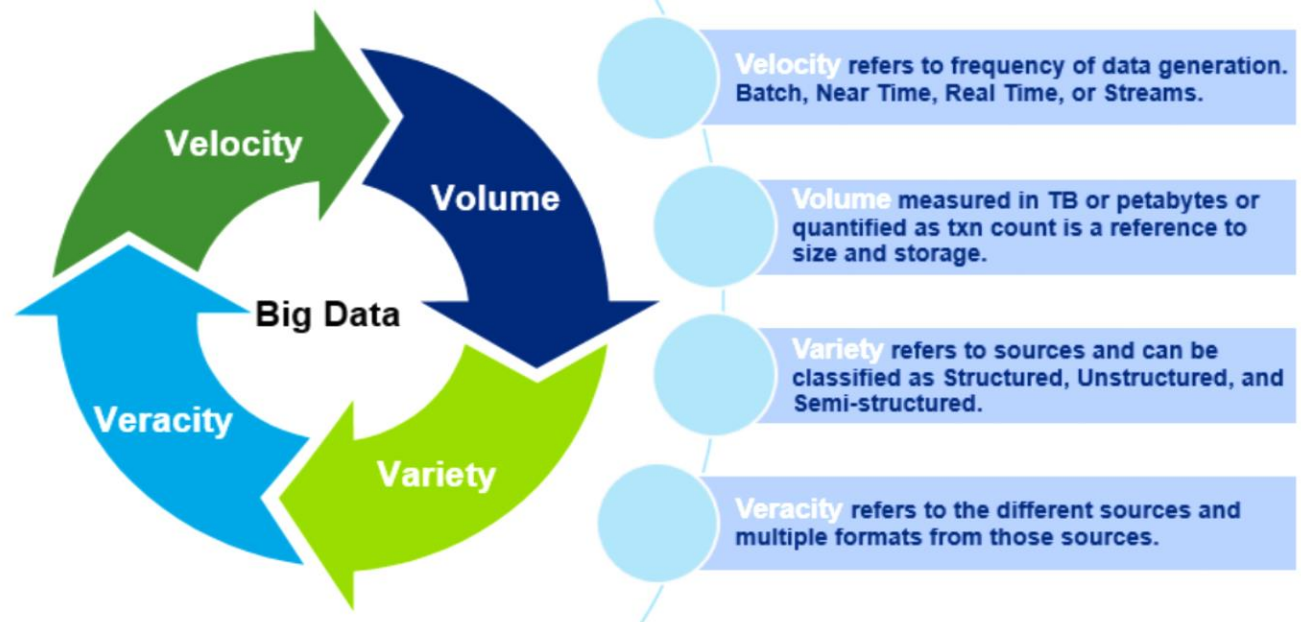 Velocity
Volume
Big Data
Veracity
Variety
Velocity refers to frequency of data generation.
Batch, Near Time, Real Time, or Streams.
Volume measured in TB or petabytes or
quantified as txn count is a reference to
size and storage.
Variety refers to sources and can be
classified as Structured, Unstructured, and
Semi-structured.
Veracity refers to the different sources and
multiple formats from those sources.